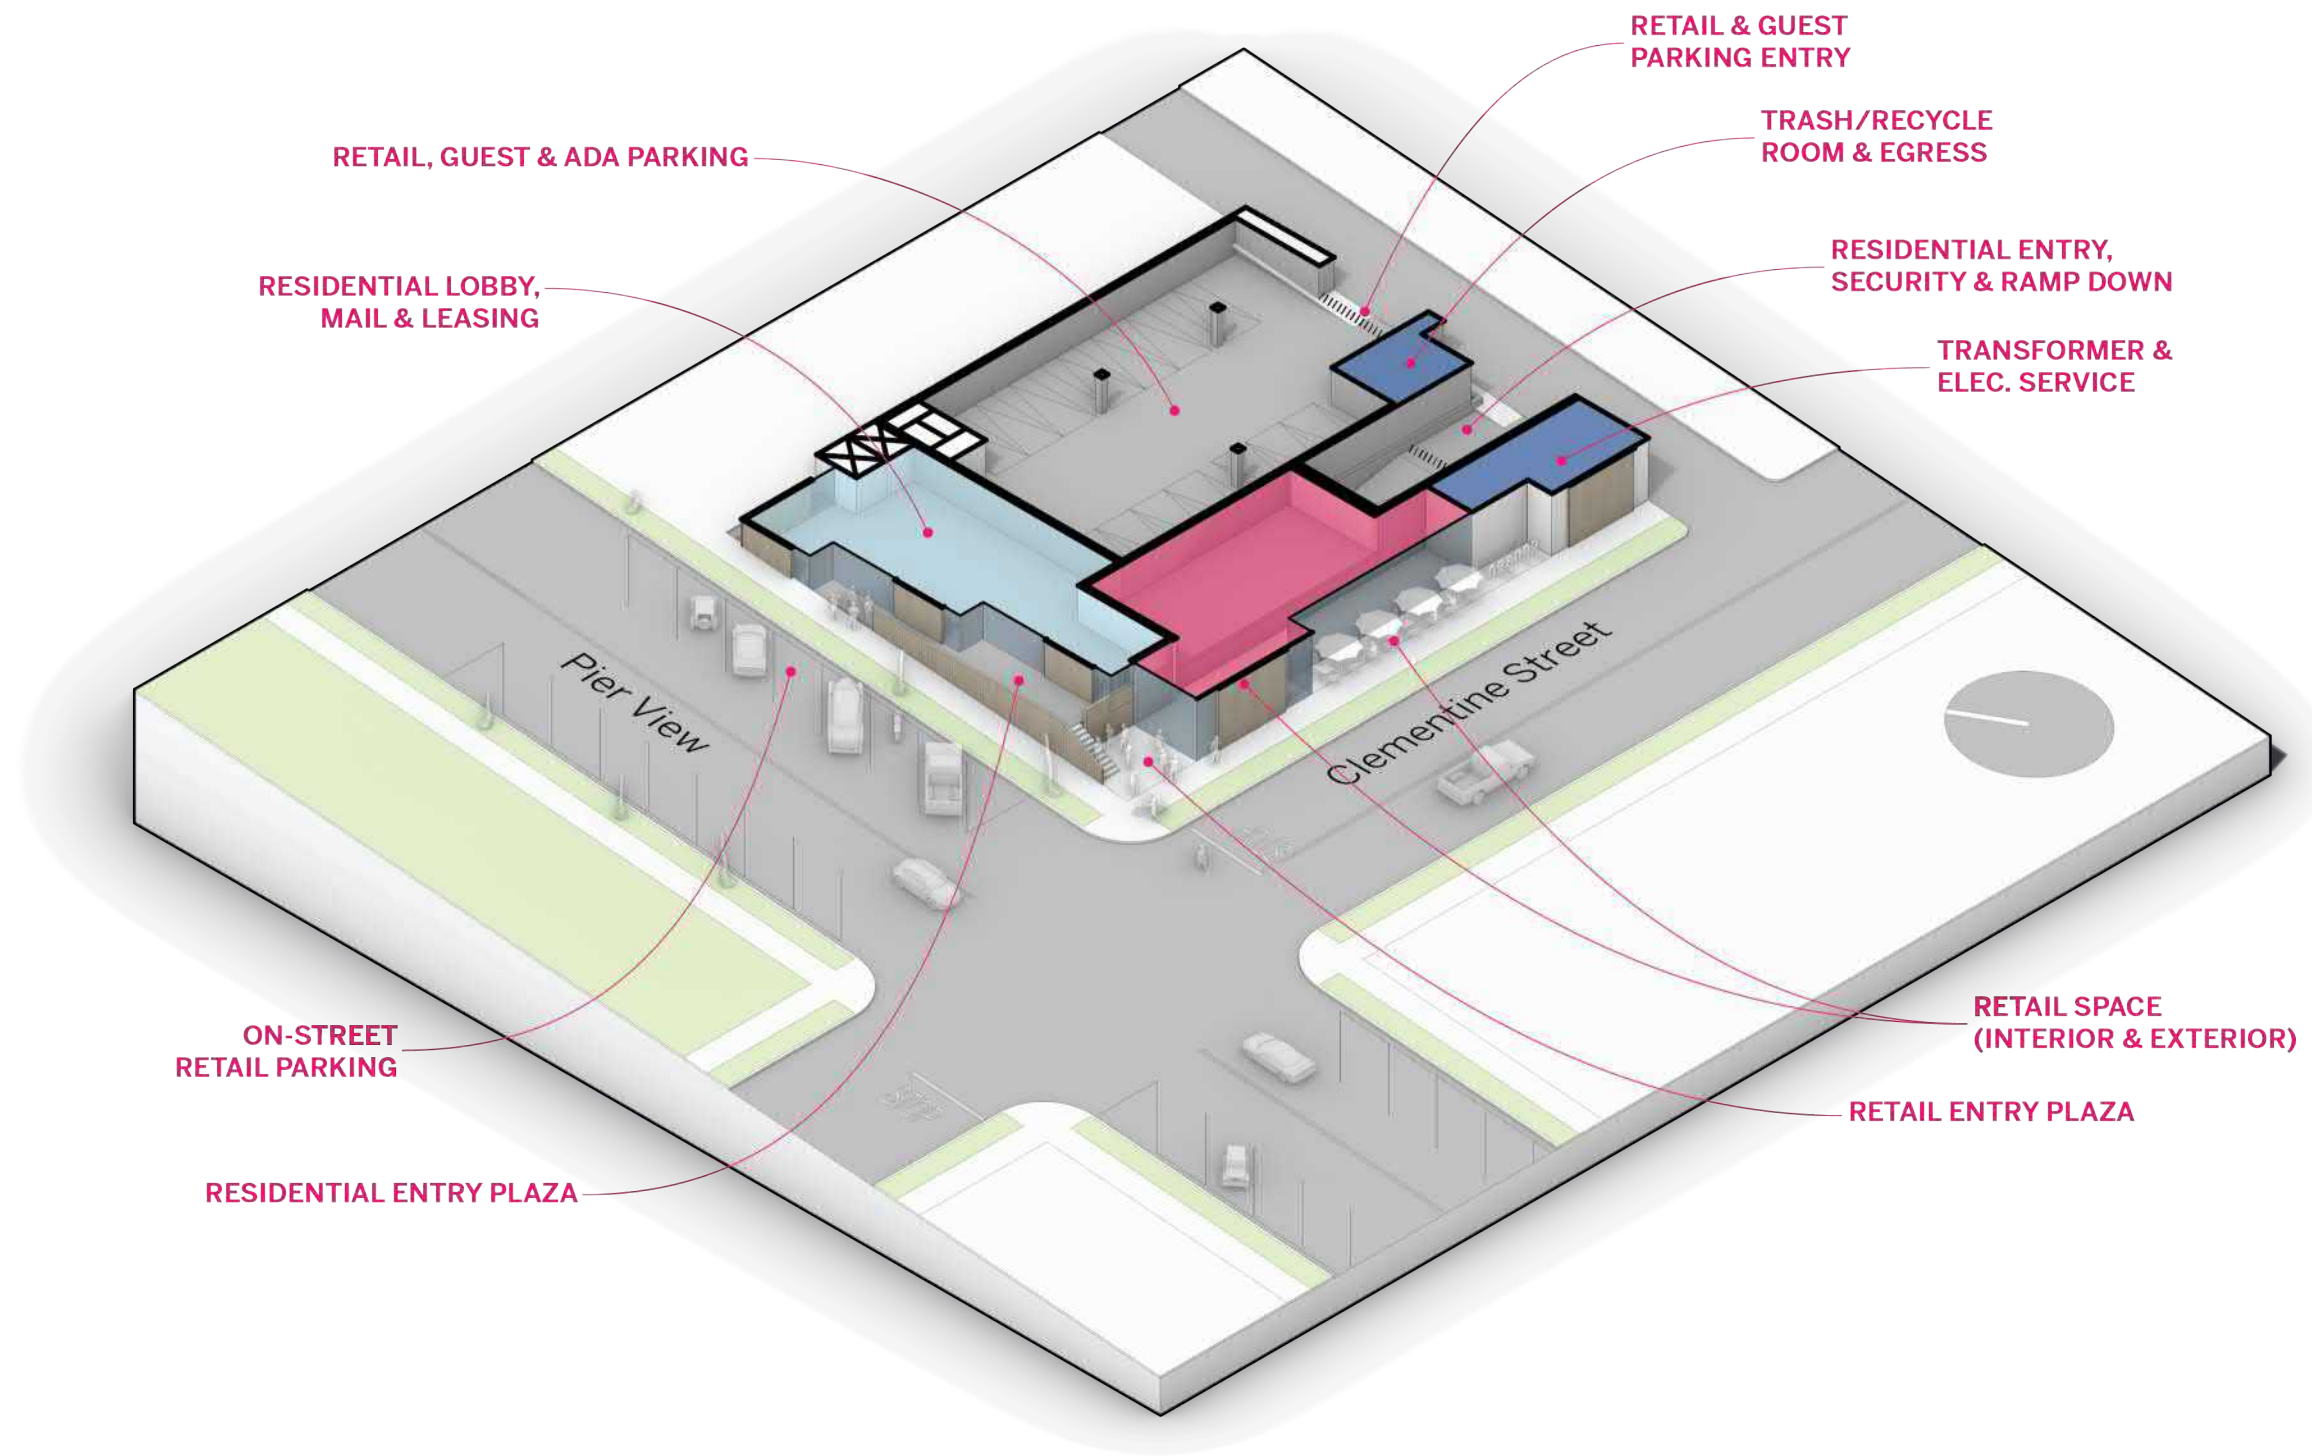 RETAIL & GUEST
PARKING ENTRY
TRASH/RECYCLE
ROOM & EGRESS
RETAIL, GUEST & ADA PARKING
RESIDENTIAL ENTRY,
SECURITY & RAMP DOWN
RESIDENTIAL LOBBY,
MAIL & LEASING
TRANSFORMER &
ELEC. SERVICE
Pier View
Clementine Street
RETAIL SPACE
(INTERIOR & EXTERIOR)
ON-STREET
RETAIL PARKING
RETAIL ENTRY PLAZA
RESIDENTIAL ENTRY PLAZA